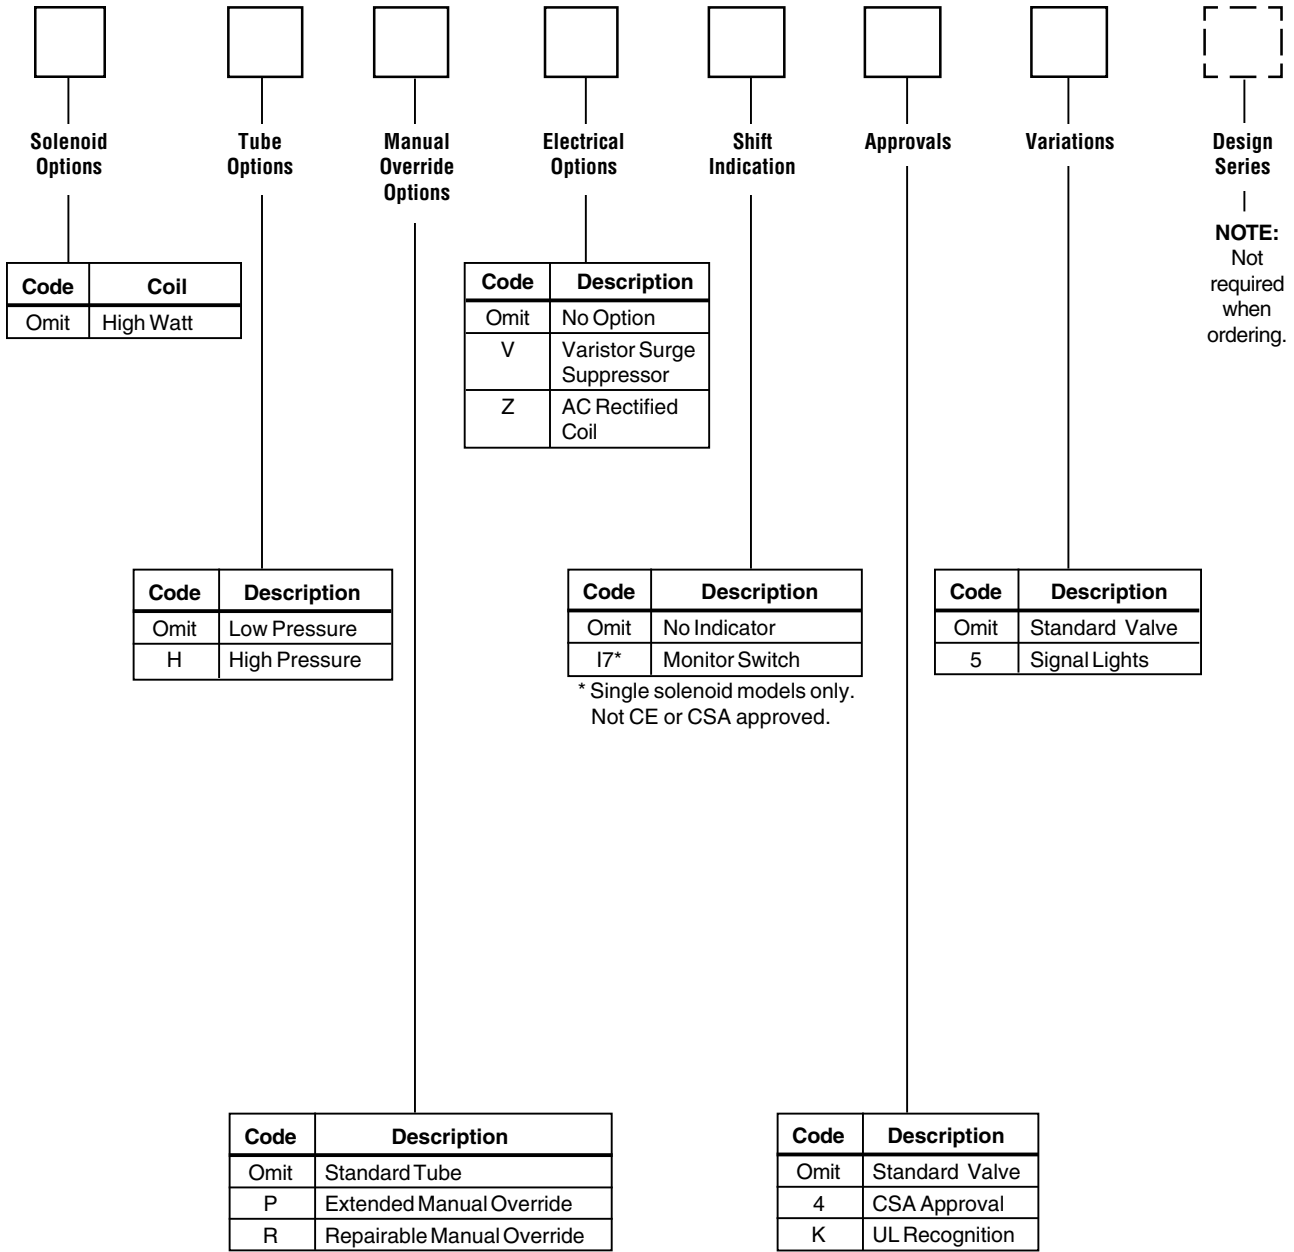 Solenoid
Options
Tube
Options
Manual
Override
Options
Electrical
Options
Shift
Indication
Approvals
Variations
Design
Series
NOTE:
Not
required
when
ordering.
Code Coil
Omit High Watt
Code Description
Omit No Option
V Varistor Surge
Suppressor
Z AC Rectified
Coil
Code Description
Omit Low Pressure
H High Pressure
Code Description
Omit No Indicator
I7* Monitor Switch
* Single solenoid models only.
Not CE or CSA approved.
Code Description
Omit Standard Valve
5 Signal Lights
Code Description
Omit Standard Tube
P Extended Manual Override
R Repairable Manual Override
Code Description
Omit Standard Valve
4 CSA Approval
K UL Recognition